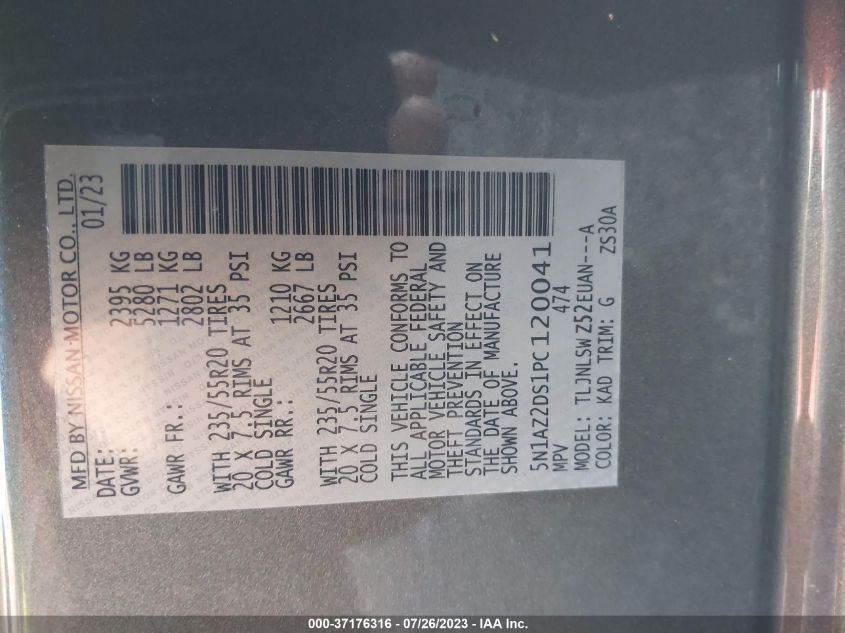 MFD BY NISSAN MOTOR CO., LTD.
DATE: 01/23
GVWR: 2395 KG
5280 LB
GAWR FR.: 1271 KG
2802 LB
WITH 235/55R20 TIRES
20 X 7.5 RIMS AT 35 PSI
COLD SINGLE
GAWR RR.: 1210 KG
2667 LB
WITH 235/55R20 TIRES
20 X 7.5 RIMS AT 35 PSI
COLD SINGLE
THIS VEHICLE CONFORMS TO
ALL APPLICABLE FEDERAL
MOTOR VEHICLE SAFETY AND
THEFT PREVENTION
STANDARDS IN EFFECT ON
THE DATE OF MANUFACTURE
SHOWN ABOVE.
5N1AZ2DS1PC120041
MPV 474
MODEL: TLJNLSWZ52EUAN---A
COLOR: KAD TRIM: G ZS30A
000-37176316 - 07/26/2023 - IAA Inc.